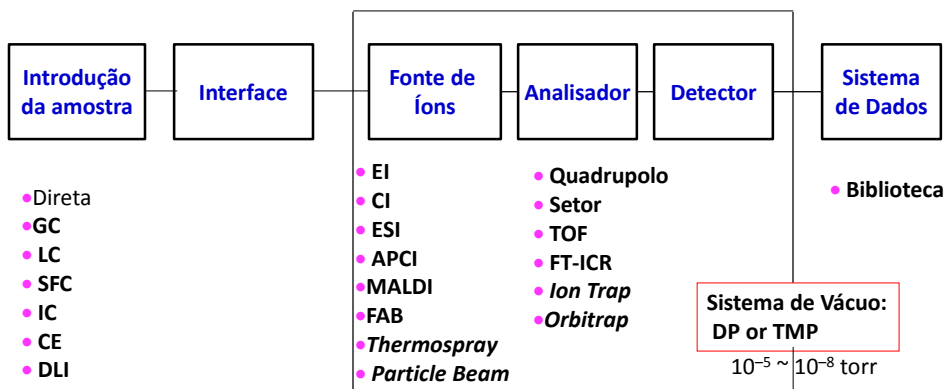 Introdução
da amostra
Interface
Fonte de
Íons
Analisador
Detector
Sistema
de Dados
•Direta
•GC
• LC
• SFC
• IC
• CE
• DLI
• EI
• CI
• ESI
• APCI
•MALDI
•FAB
•Thermospray
• Particle Beam
• Quadrupolo
• Setor
• TOF
• FT-ICR
• Ion Trap
•Orbitrap
• Biblioteca
Sistema de Vácuo:
DP or TMP
10⁻⁵ ~ 10⁻⁸ torr